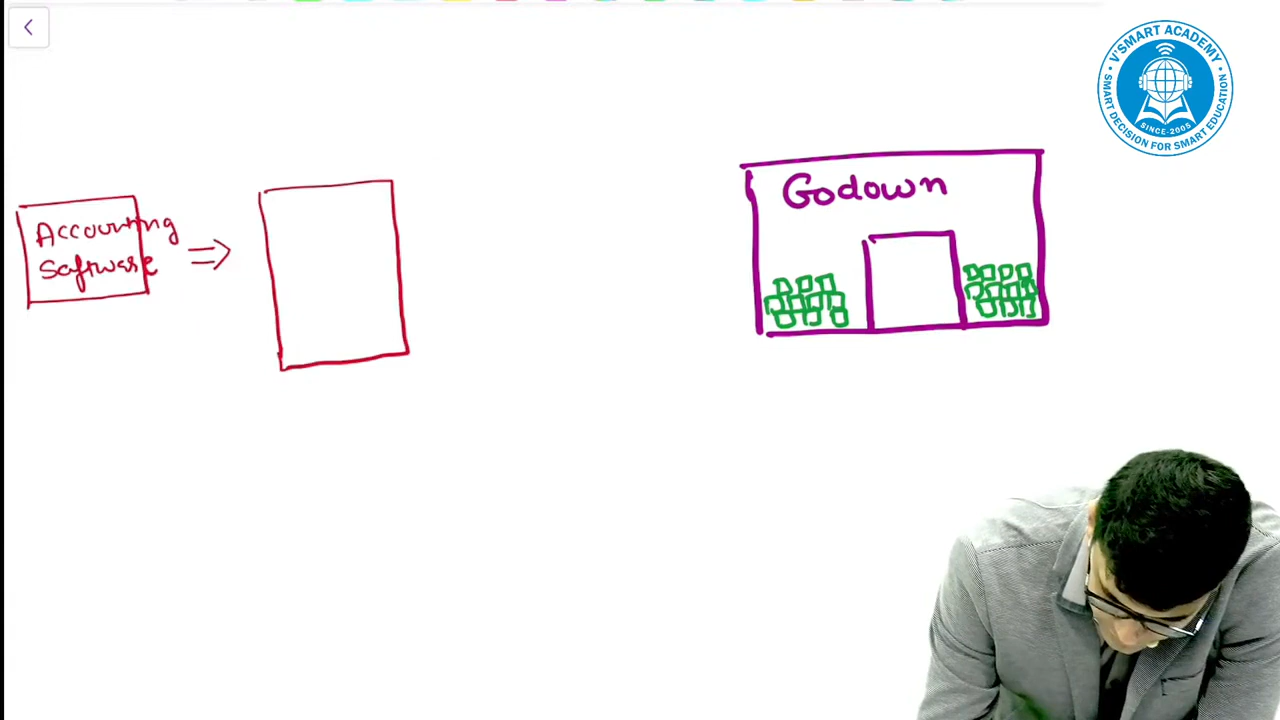 Accounting
Software
Godown
V'SMART ACADEMY
SINCE-2005
SMART DECISION FOR SMART EDUCATION